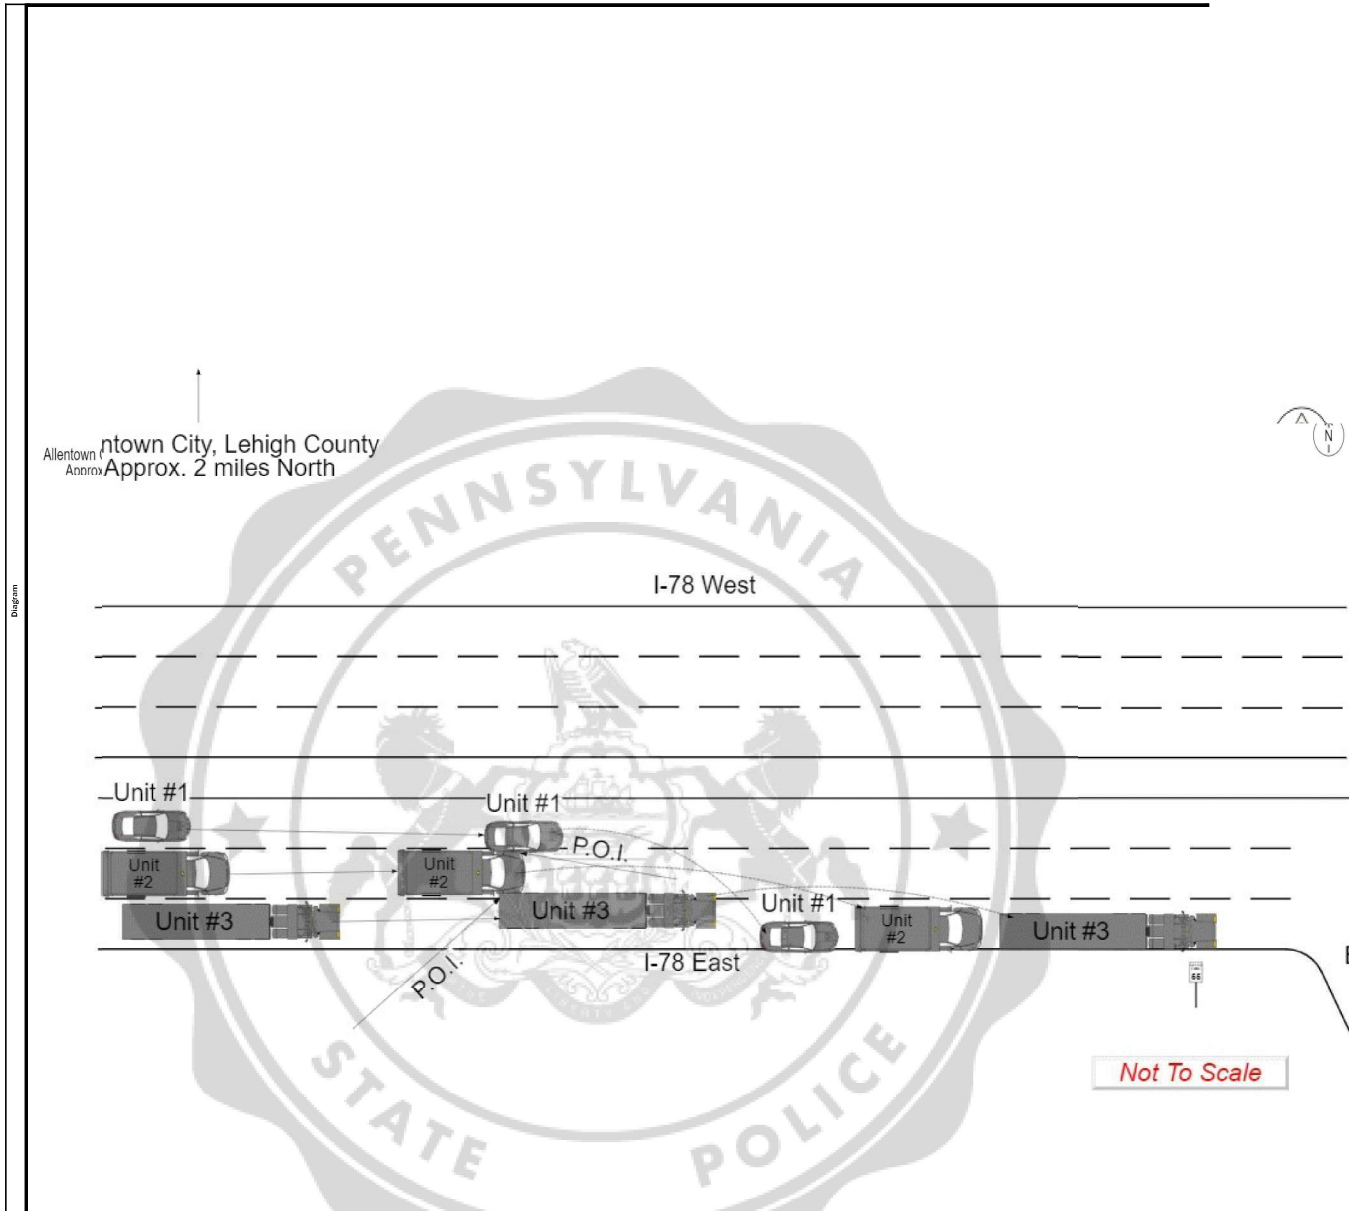 Diagram
Allentown
Approx
ntown City, Lehigh County
Approx. 2 miles North
N
PENNSYLVANIA
I-78 West
Unit #1
Unit #1
P.O.I.
Unit
#2
Unit
#2
Unit #3
Unit #3
Unit #1
Unit
#2
Unit #3
P.O.I.
I-78 East
STATE POLICE
Not To Scale